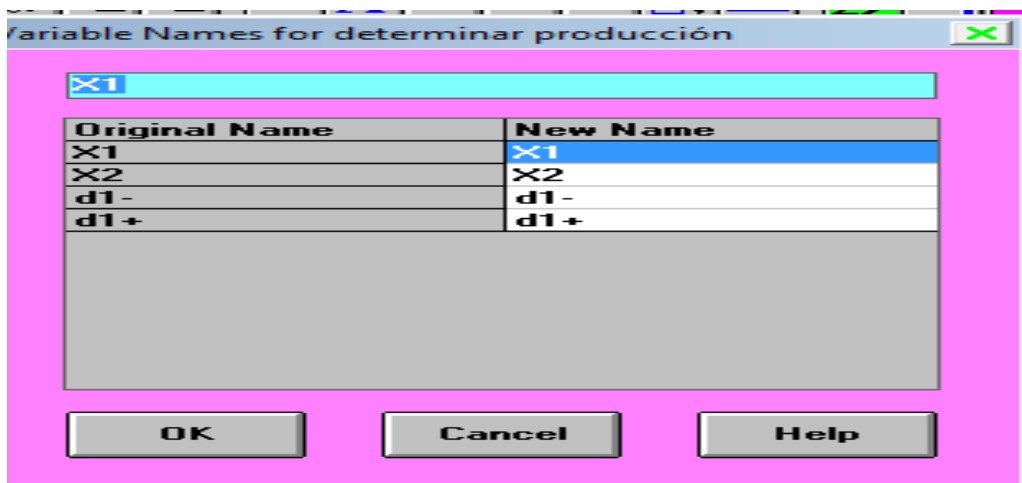 Variable Names for determinar producción
X1
Original Name New Name
X1 X1
X2 X2
d1- d1-
d1+ d1+
OK Cancel Help